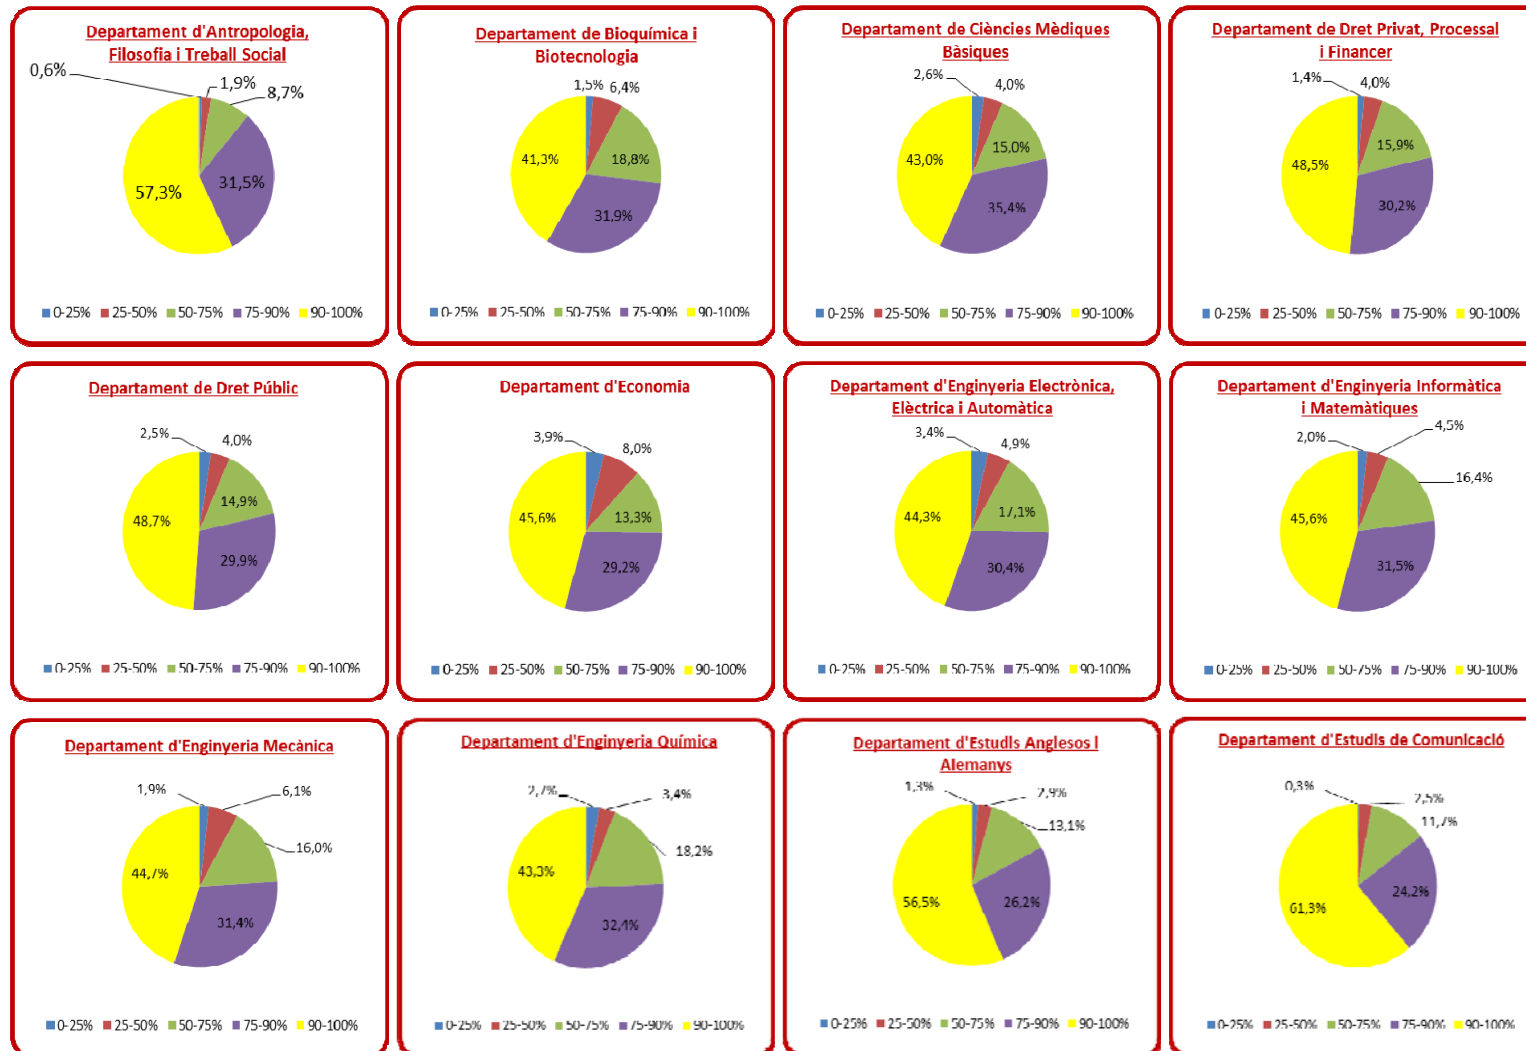 Departament d'Antropologia,
Filosofia i Treball Social
0,6%
1,9%
8,7%
31,5%
57,3%
0-25% 25-50% 50-75% 75-90% 90-100%
Departament de Bioquímica i
Biotecnologia
1,5%
6,4%
18,8%
31,9%
41,3%
0-25% 25-50% 50-75% 75-90% 90-100%
Departament de Ciències Mèdiques
Bàsiques
2,6%
4,0%
15,0%
35,4%
43,0%
0-25% 25-50% 50-75% 75-90% 90-100%
Departament de Dret Privat, Processal
i Financer
1,4%
4,0%
15,9%
30,2%
48,5%
0-25% 25-50% 50-75% 75-90% 90-100%
Departament de Dret Públic
2,5%
4,0%
14,9%
29,9%
48,7%
0-25% 25-50% 50-75% 75-90% 90-100%
Departament d'Economia
3,9%
8,0%
13,3%
29,2%
45,6%
0-25% 25-50% 50-75% 75-90% 90-100%
Departament d'Enginyeria Electrònica,
Elèctrica i Automàtica
3,4%
4,9%
17,1%
30,4%
44,3%
0-25% 25-50% 50-75% 75-90% 90-100%
Departament d'Enginyeria Informàtica
i Matemàtiques
2,0%
4,5%
16,4%
31,5%
45,6%
0-25% 25-50% 50-75% 75-90% 90-100%
Departament d'Enginyeria Mecànica
1,9%
6,1%
16,0%
31,4%
44,7%
0-25% 25-50% 50-75% 75-90% 90-100%
Departament d'Enginyeria Química
2,7%
3,4%
18,2%
32,4%
43,3%
0-25% 25-50% 50-75% 75-90% 90-100%
Departament d'Estudis Anglesos i
Alemanys
1,3%
2,9%
13,1%
26,2%
56,5%
0-25% 25-50% 50-75% 75-90% 90-100%
Departament d'Estudis de Comunicació
0,3%
2,5%
11,7%
24,2%
61,3%
0-25% 25-50% 50-75% 75-90% 90-100%